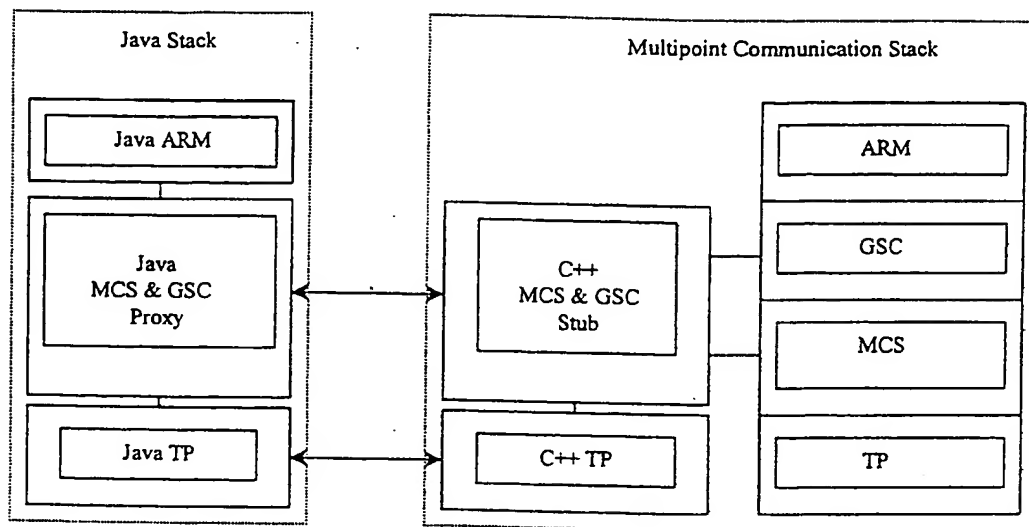 Java Stack
Java ARM
Java
MCS & GSC
Proxy
Java TP
Multipoint Communication Stack
C++
MCS & GSC
Stub
C++ TP
ARM
GSC
MCS
TP